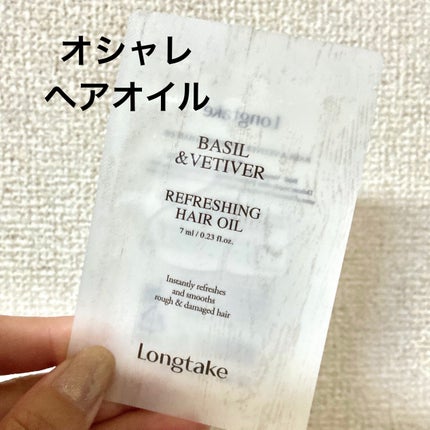 オシャレ
ヘアオイル
Longtake
BASIL
&VETIVER
REFRESHING
HAIR OIL
7 ml / 0.23 fl.oz.
Instantly refreshes
and smooths
rough & damaged hair
Longtake